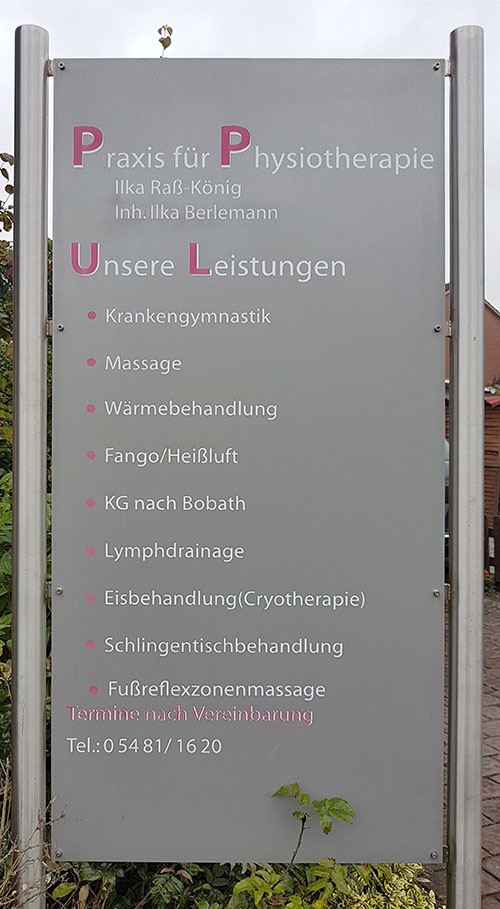 Praxis für Physiotherapie
Ilka Raß-König
Inh. Ilka Berlemann
Unsere Leistungen
• Krankengymnastik
• Massage
• Wärmebehandlung
• Fango/Heißluft
• KG nach Bobath
• Lymphdrainage
• Eisbehandlung(Cryotherapie)
• Schlingentischbehandlung
• Fußreflexzonenmassage
Termine nach Vereinbarung
Tel.: 0 54 81/ 16 20